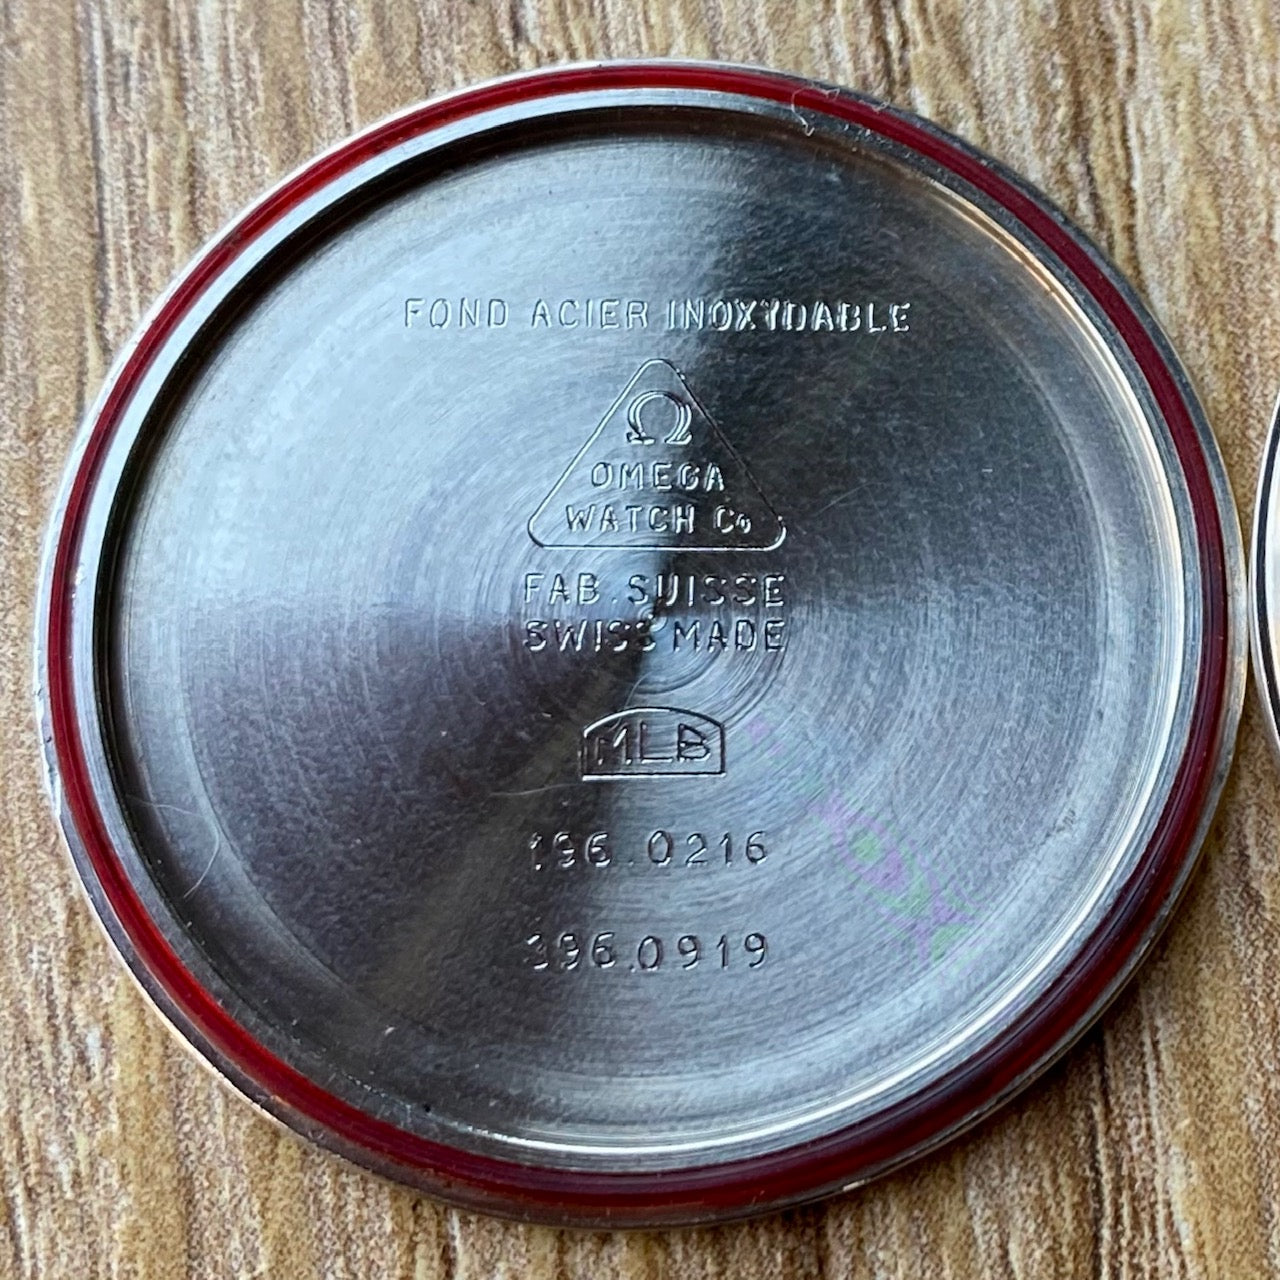 FOND ACIER INOXYDABLE
Ω
OMEGA
WATCH Co
FAB. SUISSE
SWISS MADE
MLB
196.0216
396.0919